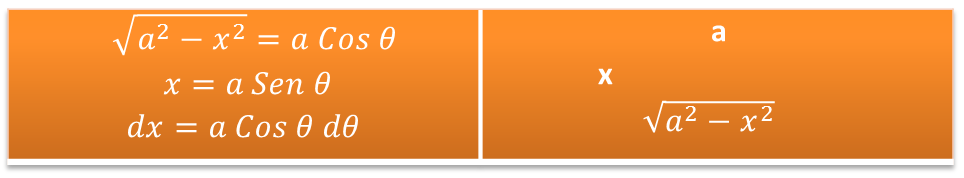 √a² − x² = a Cos θ
x = a Sen θ
dx = a Cos θ dθ
a
x
√a² − x²